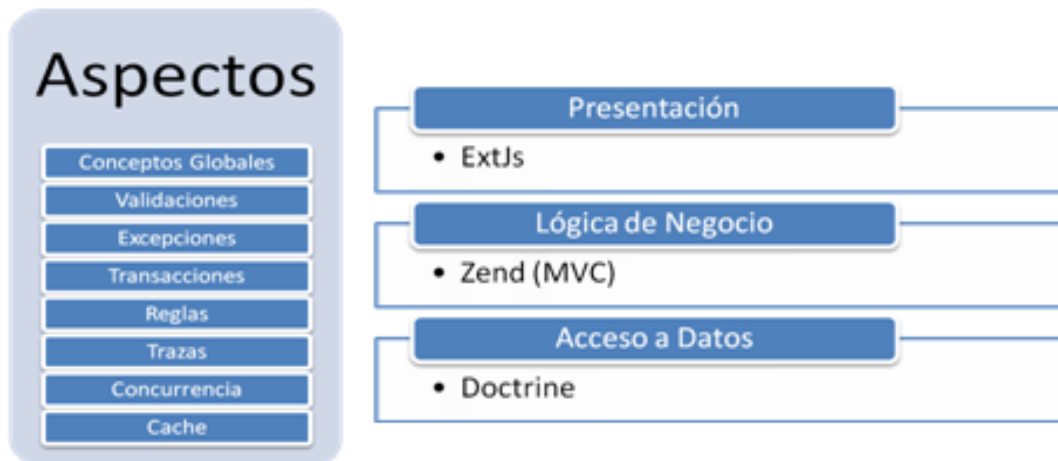 Aspectos
Conceptos Globales
Validaciones
Excepciones
Transacciones
Reglas
Trazas
Concurrencia
Cache
Presentación
• ExtJs
Lógica de Negocio
• Zend (MVC)
Acceso a Datos
• Doctrine